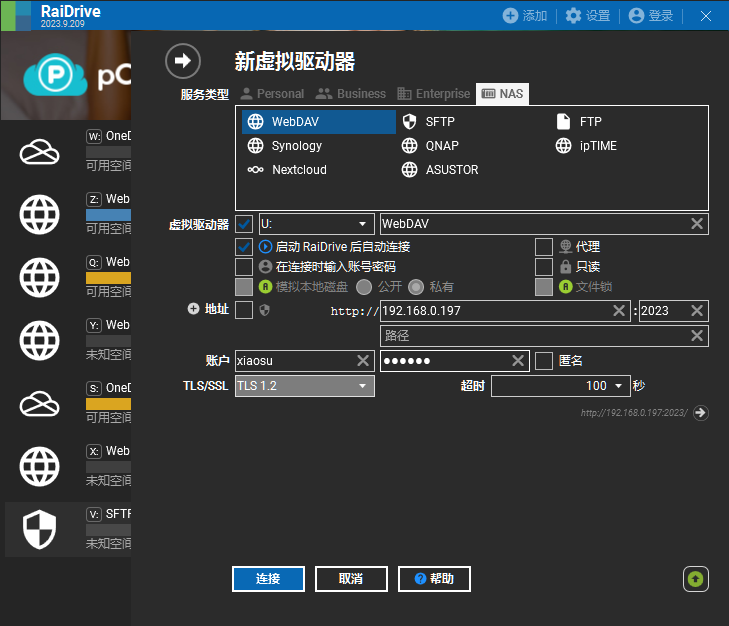 RaiDrive
2023.9.209
添加
设置
登录
新虚拟驱动器
服务类型
Personal
Business
Enterprise
NAS
WebDAV
SFTP
FTP
Synology
QNAP
ipTIME
Nextcloud
ASUSTOR
虚拟驱动器
U:
WebDAV
启动 RaiDrive 后自动连接
代理
在连接时输入账号密码
只读
模拟本地磁盘
公开
私有
文件锁
地址
http://
192.168.0.197
:
2023
路径
账户
xiaosu
●●●●●●
匿名
TLS/SSL
TLS 1.2
超时
100
秒
http://192.168.0.197:2023/
连接
取消
帮助
P pC
W: OneD
可用空间
Z: Web
可用空间
Q: Web
可用空间
Y: Web
未知空间
S: OneD
可用空间
X: Web
未知空间
V: SFTP
未知空间